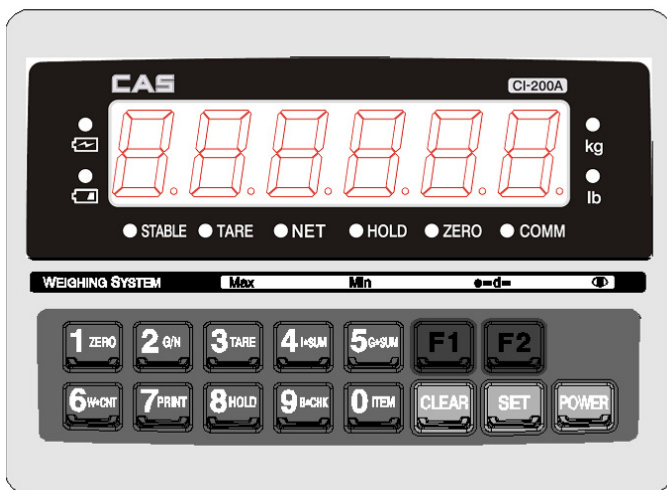 CAS
CI-200A
kg
lb
STABLE TARE NET HOLD ZERO COMM
WEIGHING SYSTEM Max Min e=d=
1 ZERO 2 G/N 3 TARE 4 I•SUM 5 G•SUM F1 F2
6 W•CNT 7 PRINT 8 HOLD 9 B•CHK 0 ITEM CLEAR SET POWER